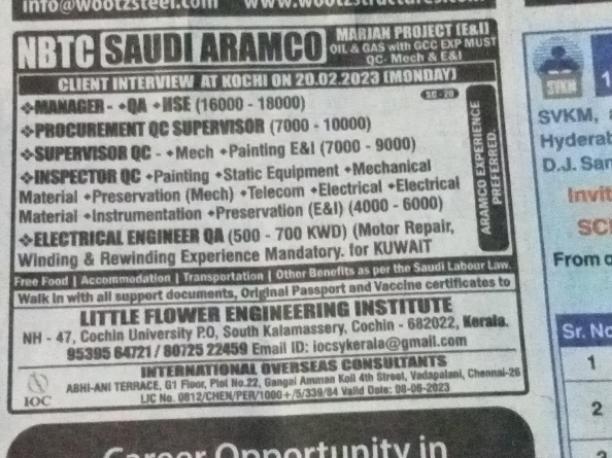 info@wootzsteel.com www.wootzstructurals.com
NBTC SAUDI ARAMCO
MARJAN PROJECT (E&I)
OIL & GAS with GCC EXP MUST
QC- Mech & E&I
CLIENT INTERVIEW AT KOCHI ON 20.02.2023 (MONDAY)
❖MANAGER- ✦QA ✦HSE (16000 - 18000)
❖PROCUREMENT QC SUPERVISOR (7000 - 10000)
❖SUPERVISOR QC - ✦Mech ✦Painting E&I (7000 - 9000)
❖INSPECTOR QC ✦Painting ✦Static Equipment ✦Mechanical
Material ✦Preservation (Mech) ✦Telecom ✦Electrical ✦Electrical
Material ✦Instrumentation ✦Preservation (E&I) (4000 - 6000)
❖ELECTRICAL ENGINEER QA (500 - 700 KWD) (Motor Repair,
Winding & Rewinding Experience Mandatory. for KUWAIT
ARAMCO EXPERIENCE
PREFERRED.
Free Food | Accommodation | Transportation | Other Benefits as per the Saudi Labour Law.
Walk in with all support documents, Original Passport and Vaccine certificates to
LITTLE FLOWER ENGINEERING INSTITUTE
NH - 47, Cochin University P.O, South Kalamassery, Cochin - 682022, Kerala.
95395 64721 / 80725 22459 Email ID: iocsykerala@gmail.com
INTERNATIONAL OVERSEAS CONSULTANTS
ABHI-ANI TERRACE, G1 Floor, Plot No.22, Gangai Amman Koil 4th Street, Vadapalani, Chennai-26
LIC No. 0812/CHEN/PER/1000+/5/339/84 Valid Date: 08-06-2023
IOC
Career Opportunity in
SVKM
1
SVKM,
Hyderab
D.J. San
Invit
SC
From
Sr. No
1
2